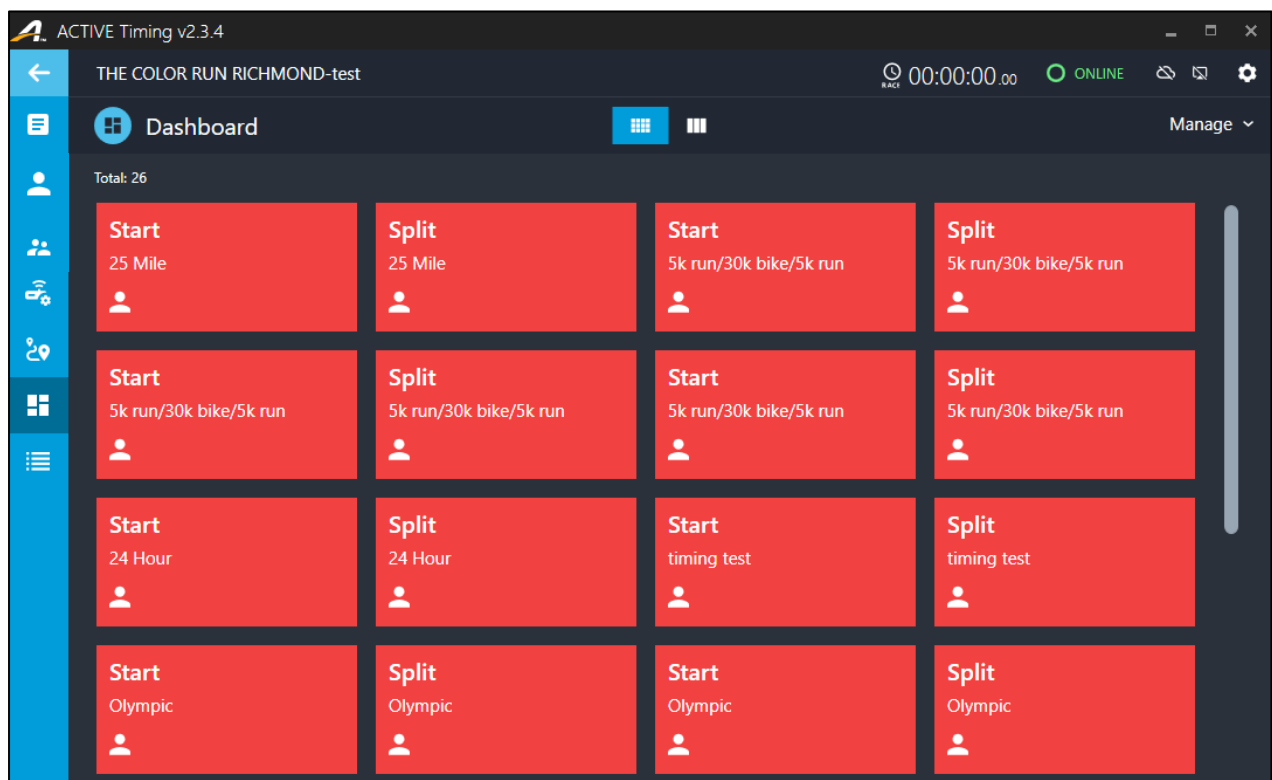 ACTIVE Timing v2.3.4
THE COLOR RUN RICHMOND-test
RACE 00:00:00.00
ONLINE
Dashboard
Manage
Total: 26
Start
25 Mile
Split
25 Mile
Start
5k run/30k bike/5k run
Split
5k run/30k bike/5k run
Start
5k run/30k bike/5k run
Split
5k run/30k bike/5k run
Start
5k run/30k bike/5k run
Split
5k run/30k bike/5k run
Start
24 Hour
Split
24 Hour
Start
timing test
Split
timing test
Start
Olympic
Split
Olympic
Start
Olympic
Split
Olympic